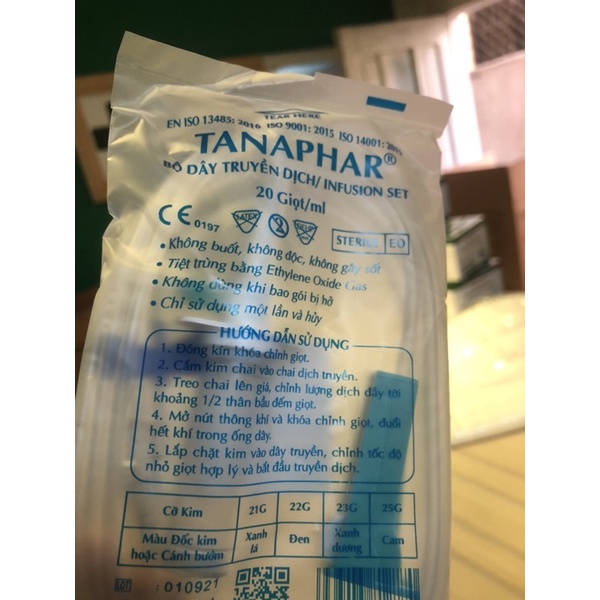 TEAR HERE
EN ISO 13485: 2016 ISO 9001: 2015 ISO 14001: 2015
TANAPHAR®
BỘ DÂY TRUYỀN DỊCH/ INFUSION SET
20 Giọt/ml
CE 0197 LATEX STERILE EO
• Không buốt, không độc, không gây sốt
• Tiệt trùng bằng Ethylene Oxide Gas
• Không dùng khi bao gói bị hở
• Chỉ sử dụng một lần và hủy
HƯỚNG DẪN SỬ DỤNG
1. Đóng kín khóa chỉnh giọt.
2. Cắm kim chai vào chai dịch truyền.
3. Treo chai lên giá, chỉnh lượng dịch đầy tới
khoảng 1/2 thân bầu đếm giọt.
4. Mở nút thông khí và khóa chỉnh giọt, đuổi
hết khí trong ống dây.
5. Lắp chặt kim vào dây truyền, chỉnh tốc độ
nhỏ giọt hợp lý và bắt đầu truyền dịch.
Cỡ Kim 21G 22G 23G 25G
Màu Đốc kim hoặc Cánh bướm Xanh lá Đen Xanh dương Cam
LOT : 010921